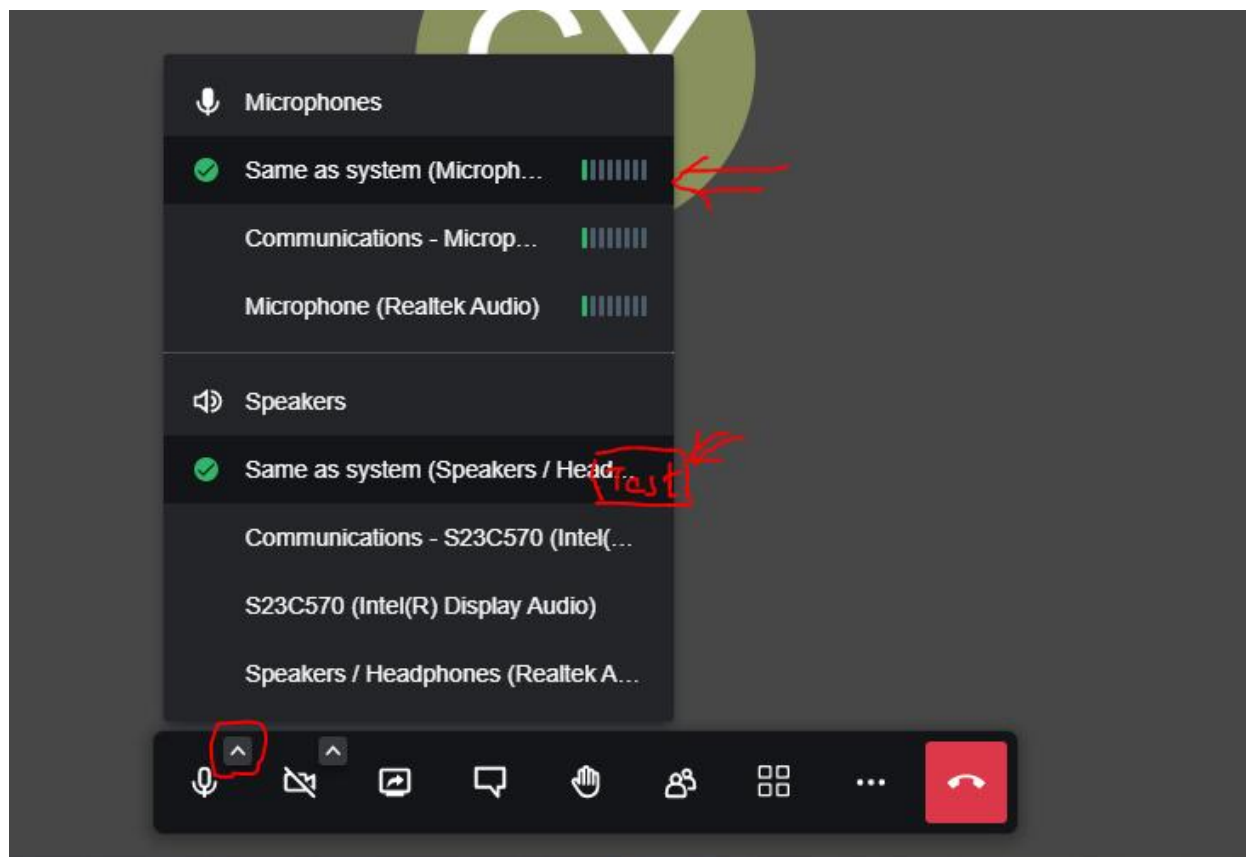 CY
Microphones
Same as system (Microph...
Communications - Microp...
Microphone (Realtek Audio)
Speakers
Same as system (Speakers / Head...
Test
Communications - S23C570 (Intel(...
S23C570 (Intel(R) Display Audio)
Speakers / Headphones (Realtek A...